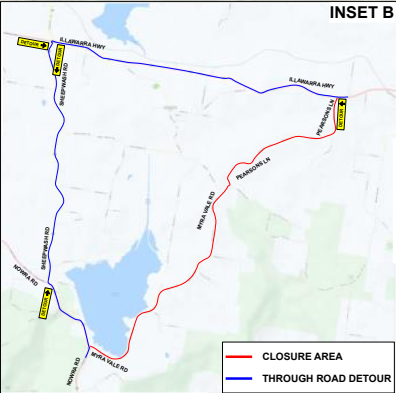 INSET B
ILLAWARRA HWY
DETOUR
DETOUR
SHEEPWASH RD
ILLAWARRA HWY
PEARSONS LN
DETOUR
PEARSONS LN
MYRA VALE RD
SHEEPWASH RD
NOWRA RD
DETOUR
NOWRA RD
MYRA VALE RD
CLOSURE AREA
THROUGH ROAD DETOUR